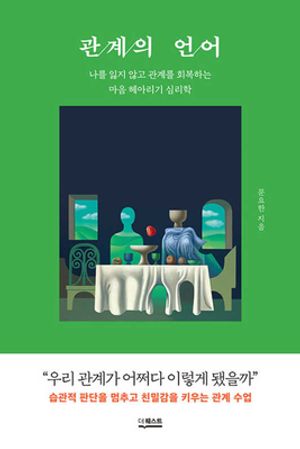 관계의 언어
나를 잃지 않고 관계를 회복하는
마음 헤아리기 심리학
문요한 지음
“우리 관계가 어쩌다 이렇게 됐을까”
습관적 판단을 멈추고 친밀감을 키우는 관계 수업
더퀘스트